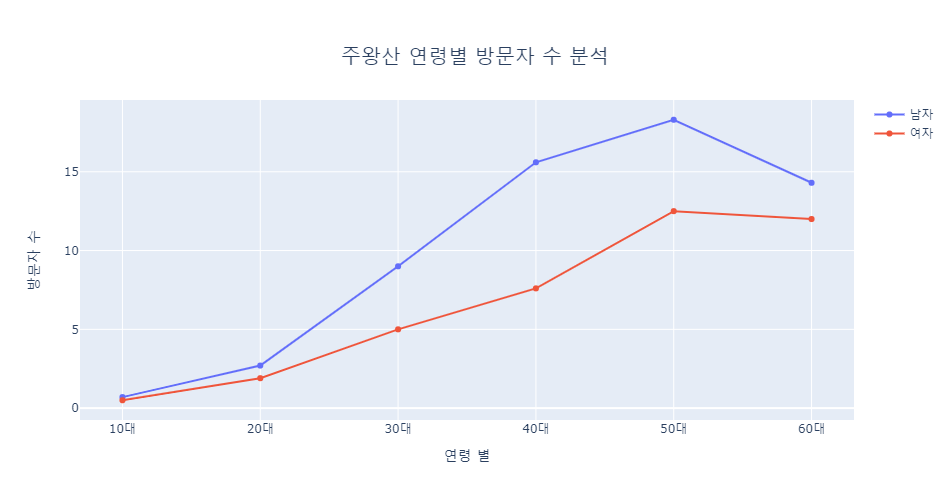 주왕산 연령별 방문자 수 분석
남자
여자
방문자 수
15
10
5
0
10대
20대
30대
40대
50대
60대
연령 별